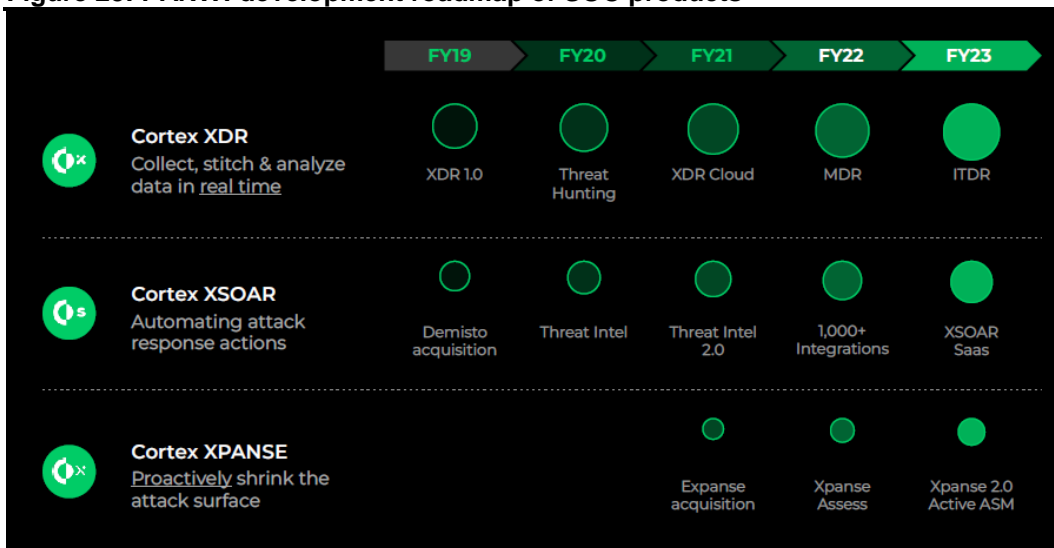 FY19 FY20 FY21 FY22 FY23
Cortex XDR
Collect, stitch & analyze
data in real time
XDR 1.0
Threat
Hunting
XDR Cloud
MDR
ITDR
Cortex XSOAR
Automating attack
response actions
Demisto
acquisition
Threat Intel
Threat Intel
2.0
1,000+
Integrations
XSOAR
Saas
Cortex XPANSE
Proactively shrink the
attack surface
Expanse
acquisition
Xpanse
Assess
Xpanse 2.0
Active ASM